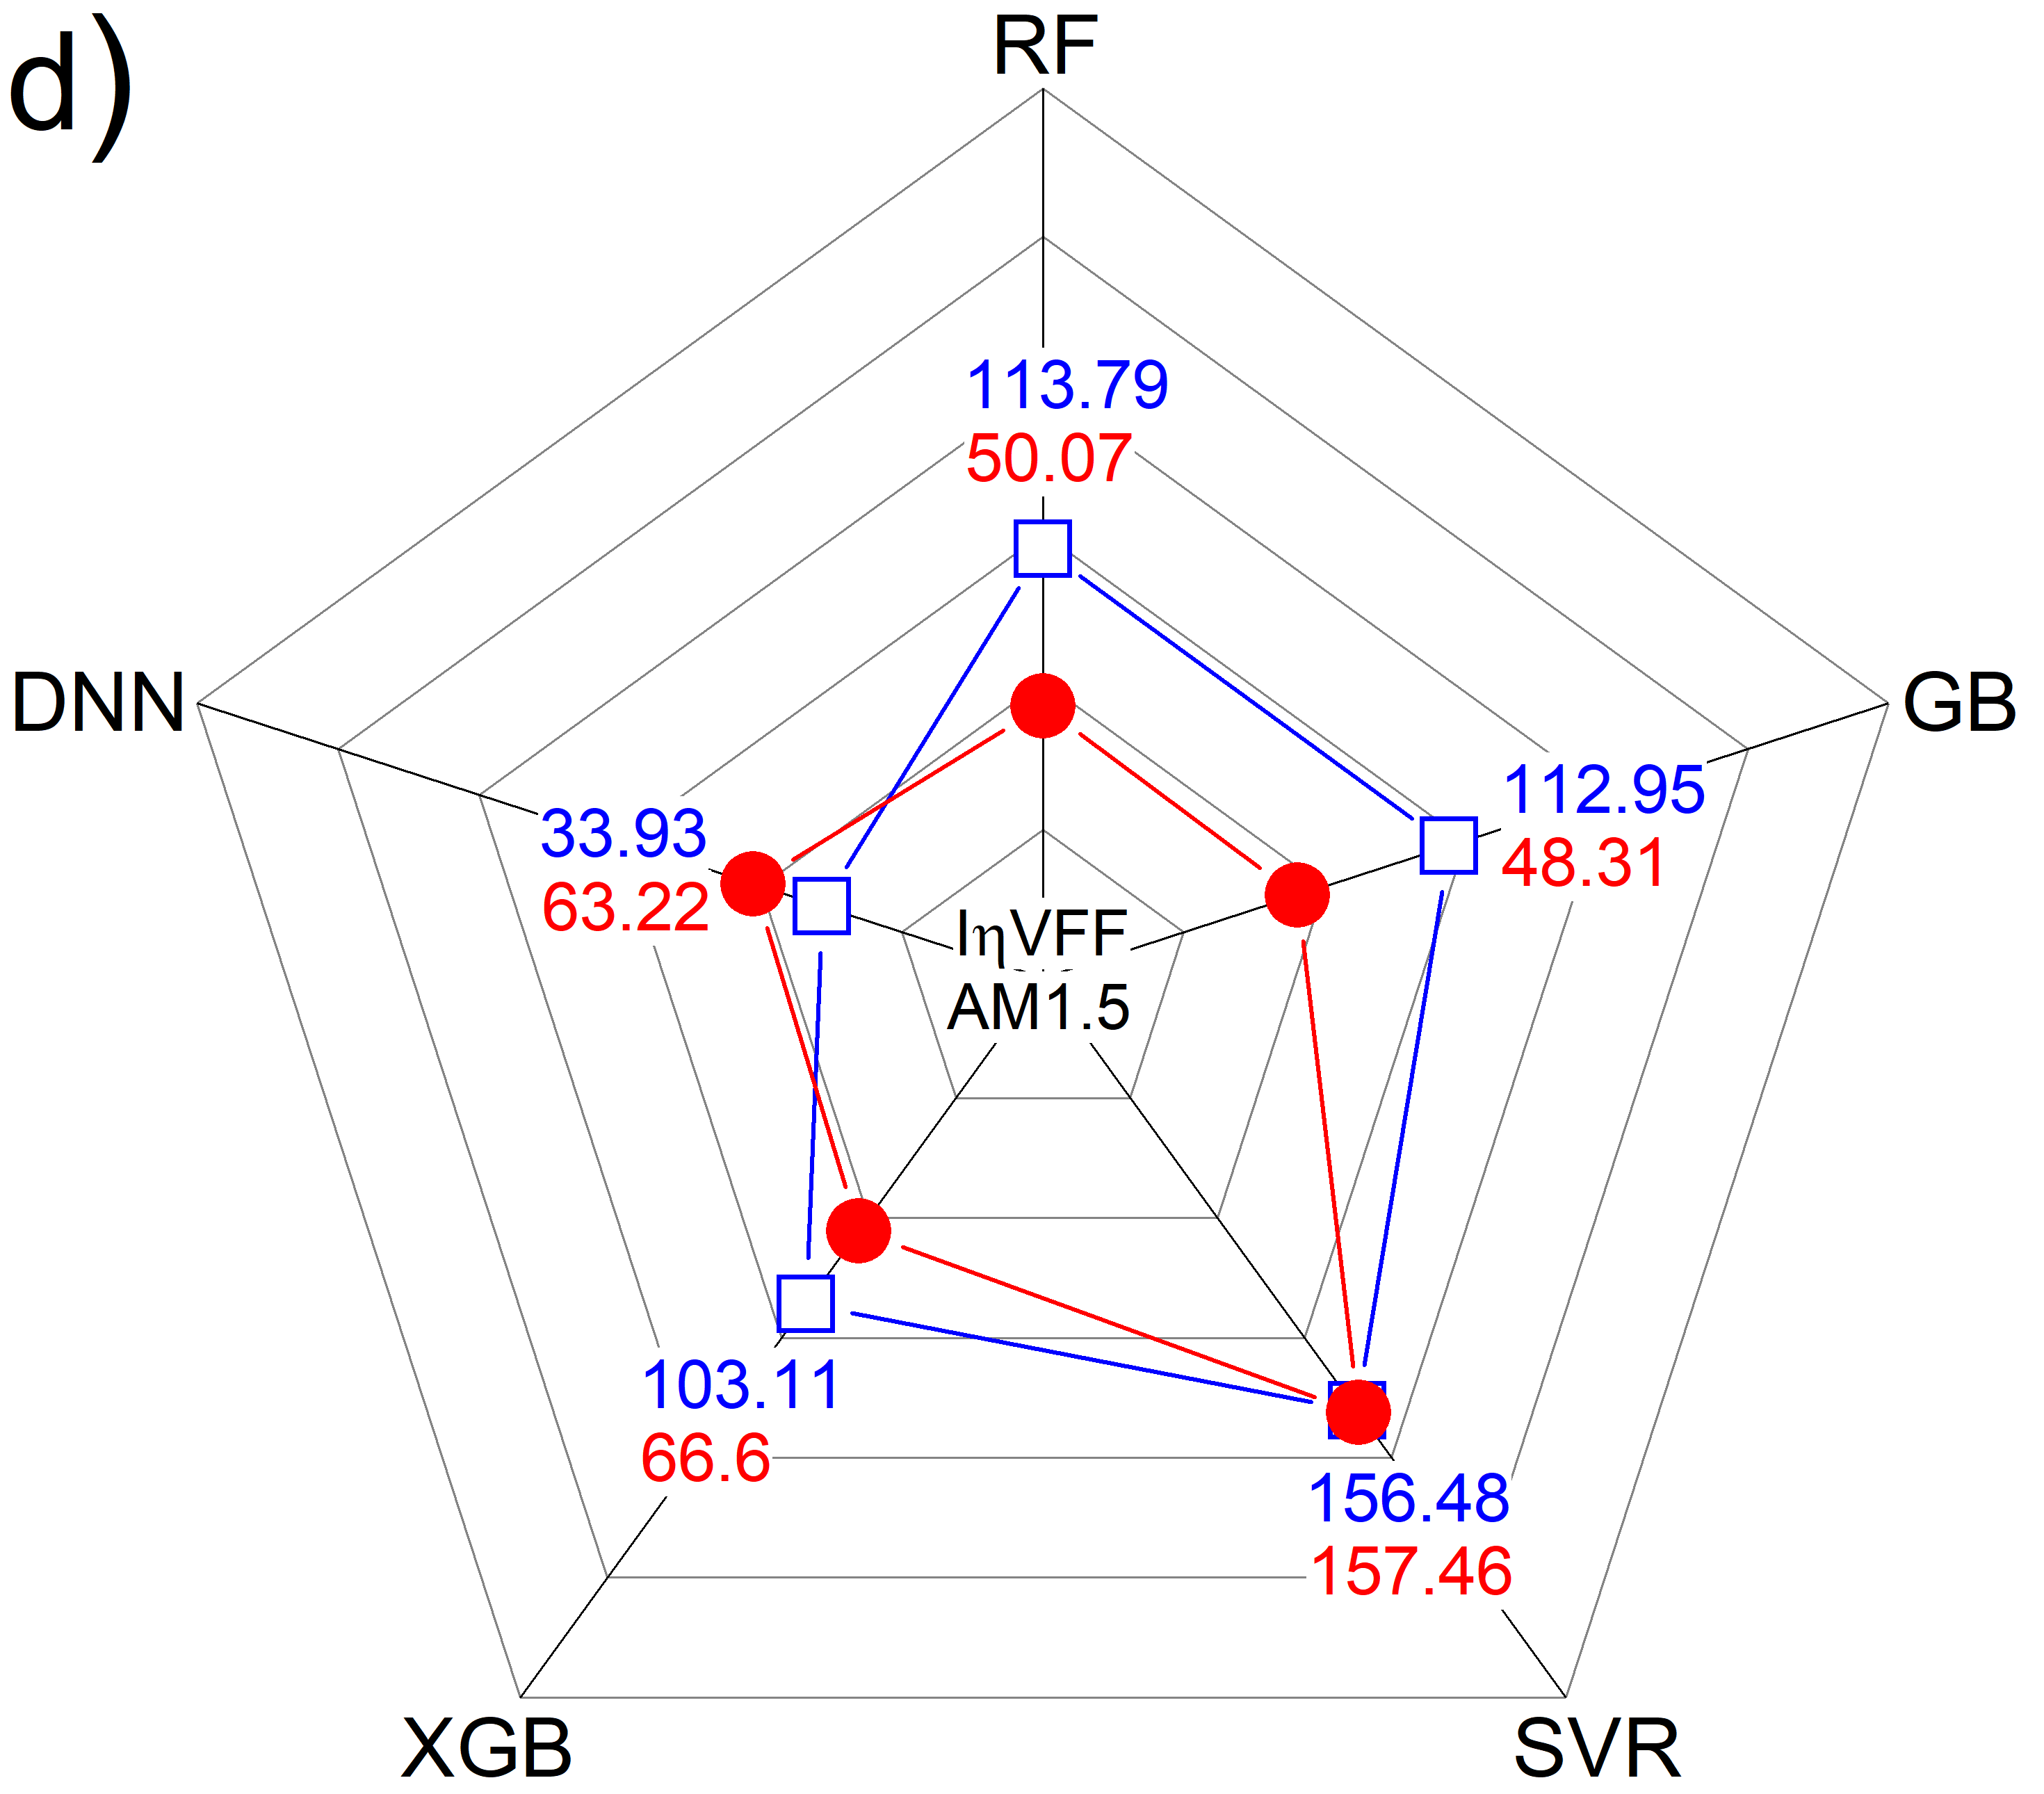 d)
RF
113.79
50.07
DNN
GB
112.95
48.31
33.93
63.22
IηVFF
AM1.5
103.11
66.6
156.48
157.46
XGB
SVR